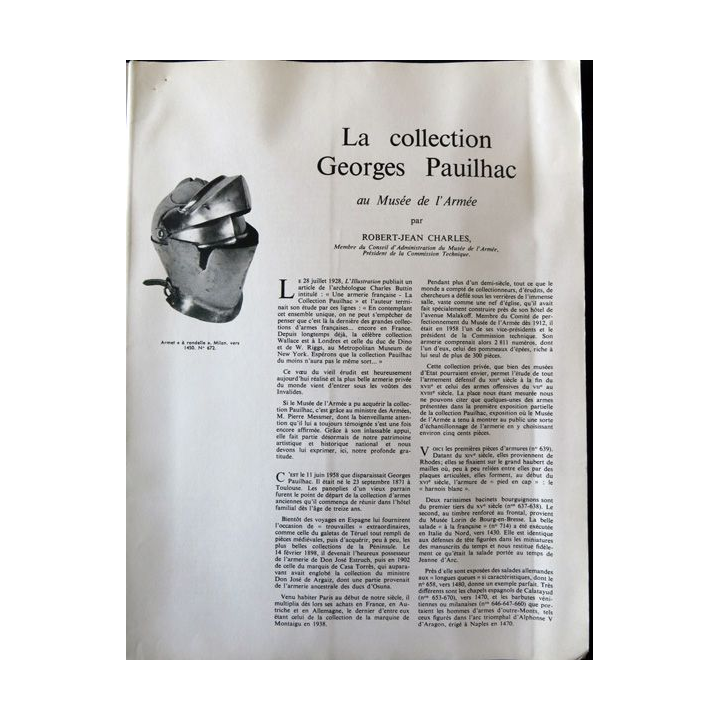 La collection
Georges Pauilhac
au Musée de l'Armée
par
ROBERT-JEAN CHARLES,
Membre du Conseil d'Administration du Musée de l'Armée,
Président de la Commission Technique.
Armet « à rondelle », Milan, vers
1450. N° 672.
LE 28 juillet 1928, L'Illustration publiait un
article de l'archéologue Charles Buttin
intitulé : « Une armerie française - La
Collection Pauilhac » et l'auteur termi-
nait son étude par ces lignes : « En contemplant
cet ensemble unique, on ne peut s'empêcher de
penser que c'est là la dernière des grandes collec-
tions d'armes françaises... encore en France.
Depuis longtemps déjà, la célèbre collection
Wallace est à Londres et celle du duc de Dino
et de W. Riggs, au Metropolitan Museum de
New York. Espérons que la collection Pauilhac
du moins n'aura pas le même sort... »
Ce vœu du vieil érudit est heureusement
aujourd'hui réalisé et la plus belle armerie privée
du monde vient d'entrer sous les voûtes des
Invalides.
Si le Musée de l'Armée a pu acquérir la collec-
tion Pauilhac, c'est grâce au ministre des Armées,
M. Pierre Messmer, dont la bienveillante atten-
tion qu'il lui a toujours témoignée s'est une fois
encore affirmée. Grâce à son inlassable appui,
elle fait partie désormais de notre patrimoine
artistique et historique national et nous
devons lui exprimer, ici, notre profonde gra-
titude.
C'EST le 11 juin 1958 que disparaissait Georges
Pauilhac. Il était né le 23 septembre 1871 à
Toulouse. Les panoplies d'un vieux parrain
furent le point de départ de la collection d'armes
anciennes qu'il commença de réunir dans l'hôtel
familial dès l'âge de treize ans.
Bientôt des voyages en Espagne lui fournirent
l'occasion de « trouvailles » extraordinaires,
comme celle du galetas de Téruel tout rempli de
pièces médiévales, puis d'acquérir, peu à peu, les
plus belles collections de la Péninsule. Le
14 février 1898, il devenait l'heureux possesseur
de l'armerie de Don José Estruch, puis en 1902
de celle du marquis de Casa Torrès, qui aupara-
vant avait englobé la collection du ministre
Don José de Argaiz, dont une partie provenait
de l'armerie ancestrale des ducs d'Osuna.
Venu habiter Paris au début de notre siècle, il
multiplia dès lors ses achats en France, en Au-
triche et en Allemagne, le dernier d'entre eux
étant celui de la collection de la marquise de
Montaigu en 1938.
Pendant plus d'un demi-siècle, tout ce que le
monde a compté de collectionneurs, d'érudits, de
chercheurs a défilé sous les verrières de l'immense
salle, vaste comme une nef d'église, qu'il avait
fait spécialement construire près de son hôtel de
l'avenue Malakoff. Membre du Comité de per-
fectionnement du Musée de l'Armée dès 1912, il
était en 1958 l'un de ses vice-présidents et le
président de la Commission technique. Son
armerie comprenait alors 2 811 numéros, dont
l'un d'eux, celui des pommeaux d'épées, riche à
lui seul de plus de 300 pièces.
Cette collection privée, que bien des musées
d'Etat pourraient envier, permet l'étude de tout
l'armement défensif du XIIIe siècle à la fin du
XVIIe et celui des armes offensives du VIIe au
XVIIIe siècle. La place nous étant mesurée nous
ne pouvons citer que quelques-unes des armes
présentées dans la première exposition partielle
de la collection Pauilhac, exposition où le Musée
de l'Armée a tenu à montrer au public une sorte
d'échantillonnage de l'armerie en y choisissant
environ cinq cents pièces.
VOICI les premières pièces d'armures (n° 639).
Datant du XIVe siècle, elles proviennent de
Rhodes; elles se fixaient sur le grand haubert de
mailles où, peu à peu reliées entre elles par des
plaques articulées, elles forment, au début du
XVIe siècle, l'armure de « pied en cap » : le
« harnois blanc ».
Deux rarissimes bacinets bourguignons sont
du premier tiers du XVe siècle (nos 637-638). Le
second, au timbre renforcé au frontal, provient
du Musée Lorin de Bourg-en-Bresse. La belle
salade « à la française » (n° 714) a été exécutée
en Italie du Nord, vers 1430. Elle est identique
aux défenses de tête figurées dans les miniatures
des manuscrits du temps et nous restitue fidèle-
ment ce qu'était la salade portée au temps de
Jeanne d'Arc.
Près d'elle sont exposées des salades allemandes
aux « longues queues » si caractéristiques, dont le
n° 658, vers 1480, donne un exemple parfait. Très
différents sont les chapels espagnols de Calatayud
(nos 653-670), vers 1470, et les barbutes véni-
tiennes ou milanaises (nos 646-647-660) que por-
taient les hommes d'armes d'outre-Monts, tels
ceux figurés dans l'arc triomphal d'Alphonse V
d'Aragon, érigé à Naples en 1470.